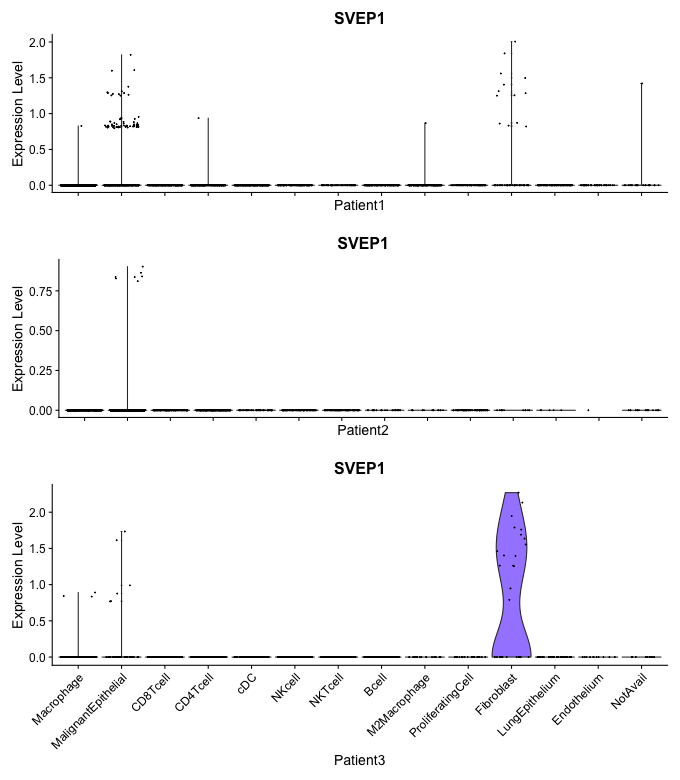 SVEP1
Expression Level
2.0
1.5
1.0
0.5
0.0
Patient1
SVEP1
Expression Level
0.75
0.50
0.25
0.00
Patient2
SVEP1
Expression Level
2.0
1.5
1.0
0.5
0.0
Macrophage
MalignantEpithelial
CD8Tcell
CD4Tcell
cDC
NKcell
NKTcell
Bcell
M2Macrophage
ProliferatingCell
Fibroblast
LungEpithelium
Endothelium
NotAvail
Patient3